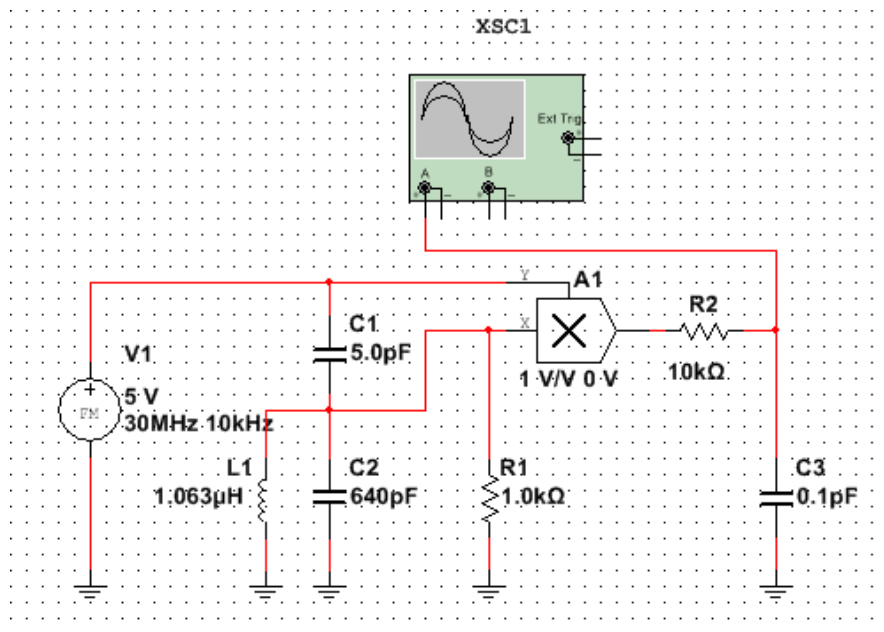 XSC1
Ext Trig
+
_
A
B
+
_
+
_
Y
A1
R2
X
C1
5.0pF
10kΩ
1 V/V 0 V
V1
+
FM
5 V
30MHz 10kHz
L1
1.063µH
C2
640pF
R1
1.0kΩ
C3
0.1pF